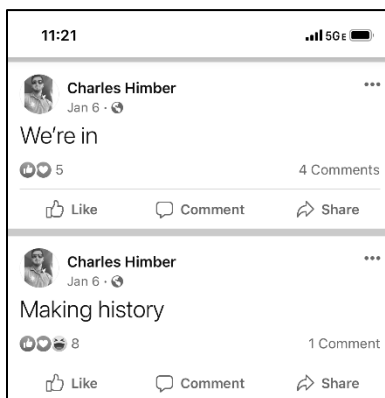 11:21 5GE
Charles Himber
Jan 6 ·
We're in
5 4 Comments
Like Comment Share
Charles Himber
Jan 6 ·
Making history
8 1 Comment
Like Comment Share